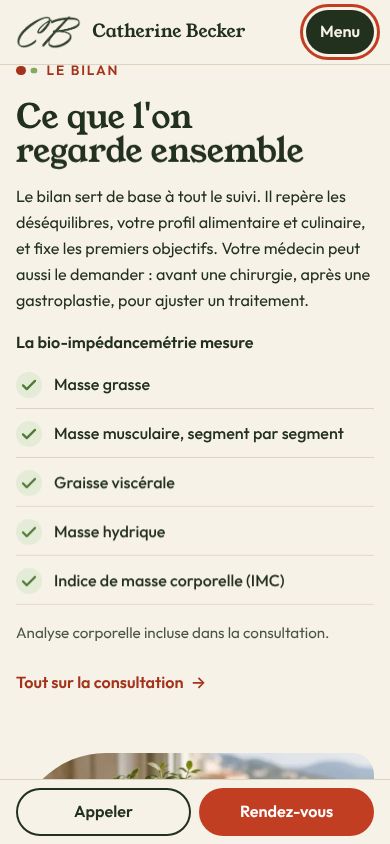 CB Catherine Becker
Menu
LE BILAN
Ce que l'on
regarde ensemble
Le bilan sert de base à tout le suivi. Il repère les
déséquilibres, votre profil alimentaire et culinaire,
et fixe les premiers objectifs. Votre médecin peut
aussi le demander : avant une chirurgie, après une
gastroplastie, pour ajuster un traitement.
La bio-impédancemétrie mesure
Masse grasse
Masse musculaire, segment par segment
Graisse viscérale
Masse hydrique
Indice de masse corporelle (IMC)
Analyse corporelle incluse dans la consultation.
Tout sur la consultation →
Appeler
Rendez-vous